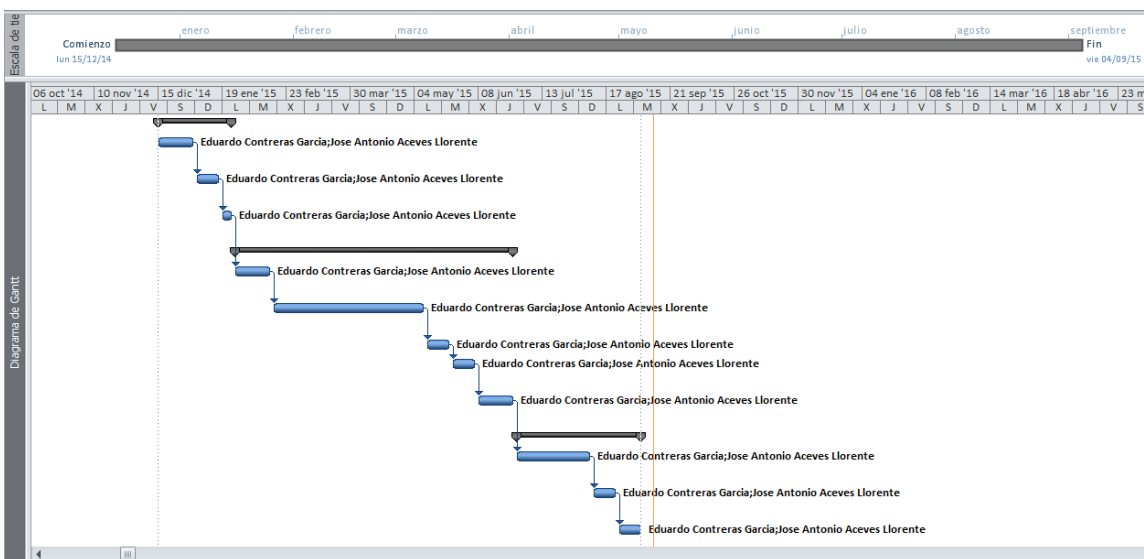 Escala de tie
enero febrero marzo abril mayo junio julio agosto septiembre
Comienzo
lun 15/12/14
Fin
vie 04/09/15
Diagrama de Gantt
06 oct '14 10 nov '14 15 dic '14 19 ene '15 23 feb '15 30 mar '15 04 may '15 08 jun '15 13 jul '15 17 ago '15 21 sep '15 26 oct '15 30 nov '15 04 ene '16 08 feb '16 14 mar '16 18 abr '16 23 m
L M X J V S D L M X J V S D L M X J V S D L M X J V S D L M X J V S
Eduardo Contreras Garcia;Jose Antonio Aceves Llorente
Eduardo Contreras Garcia;Jose Antonio Aceves Llorente
Eduardo Contreras Garcia;Jose Antonio Aceves Llorente
Eduardo Contreras Garcia;Jose Antonio Aceves Llorente
Eduardo Contreras Garcia;Jose Antonio Aceves Llorente
Eduardo Contreras Garcia;Jose Antonio Aceves Llorente
Eduardo Contreras Garcia;Jose Antonio Aceves Llorente
Eduardo Contreras Garcia;Jose Antonio Aceves Llorente
Eduardo Contreras Garcia;Jose Antonio Aceves Llorente
Eduardo Contreras Garcia;Jose Antonio Aceves Llorente
Eduardo Contreras Garcia;Jose Antonio Aceves Llorente